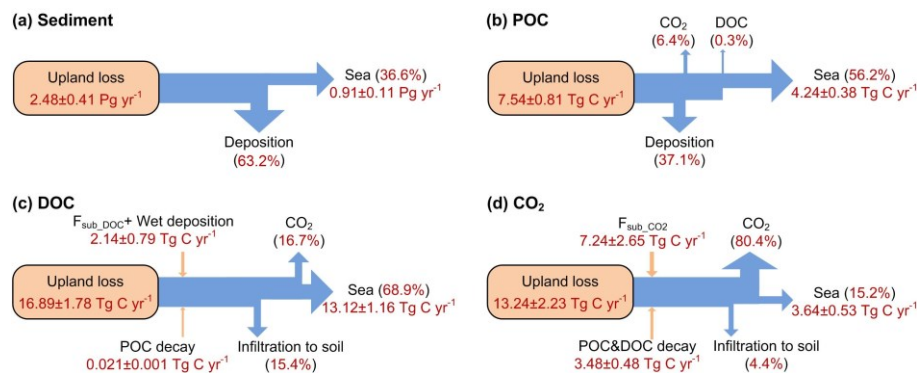 (a) Sediment
Upland loss
2.48±0.41 Pg yr⁻¹
Sea (36.6%)
0.91±0.11 Pg yr⁻¹
Deposition
(63.2%)
(b) POC
CO₂
(6.4%)
DOC
(0.3%)
Upland loss
7.54±0.81 Tg C yr⁻¹
Sea (56.2%)
4.24±0.38 Tg C yr⁻¹
Deposition
(37.1%)
(c) DOC
F_sub_DOC + Wet deposition
2.14±0.79 Tg C yr⁻¹
CO₂
(16.7%)
Upland loss
16.89±1.78 Tg C yr⁻¹
Sea (68.9%)
13.12±1.16 Tg C yr⁻¹
POC decay
0.021±0.001 Tg C yr⁻¹
Infiltration to soil
(15.4%)
(d) CO₂
F_sub_CO2
7.24±2.65 Tg C yr⁻¹
CO₂
(80.4%)
Upland loss
13.24±2.23 Tg C yr⁻¹
Sea (15.2%)
3.64±0.53 Tg C yr⁻¹
POC&DOC decay
3.48±0.48 Tg C yr⁻¹
Infiltration to soil
(4.4%)